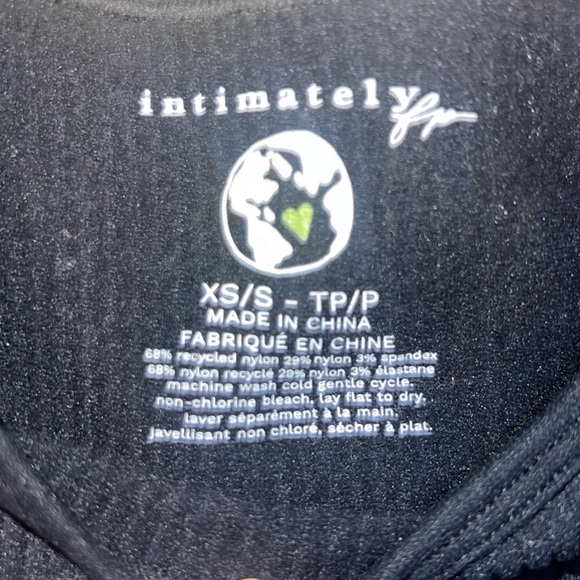 intimately fp
XS/S - TP/P
MADE IN CHINA
FABRIQUÉ EN CHINE
68% recycled nylon 29% nylon 3% spandex
68% nylon recyclé 29% nylon 3% élastane
machine wash cold gentle cycle.
non-chlorine bleach, lay flat to dry.
laver séparément à la main.
javellisant non chloré, sécher à plat.